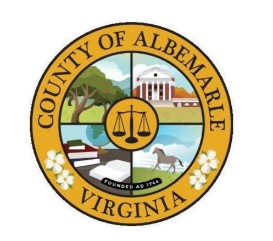 COUNTY OF ALBEMARLE
FOUNDED AD 1744
VIRGINIA